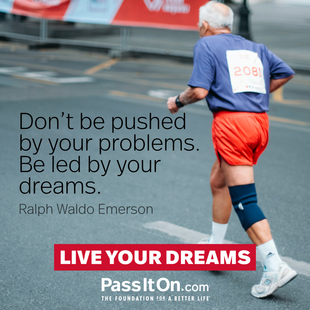 Don't be pushed
by your problems.
Be led by your
dreams.
Ralph Waldo Emerson
LIVE YOUR DREAMS
PassItOn.com
THE FOUNDATION FOR A BETTER LIFE